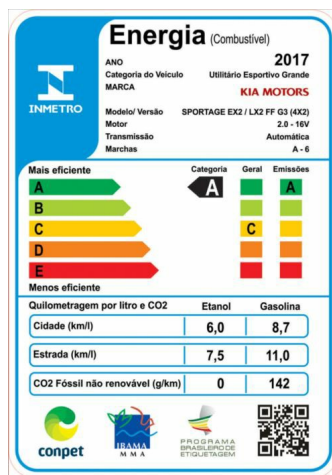 Energia (Combustível)
ANO 2017
Categoria do Veículo Utilitário Esportivo Grande
MARCA KIA MOTORS
INMETRO
Modelo/ Versão SPORTAGE EX2 / LX2 FF G3 (4X2)
Motor 2.0 - 16V
Transmissão Automática
Marchas A - 6
Mais eficiente Categoria Geral Emissões
A A A
B
C C
D
E
Menos eficiente
Quilometragem por litro e CO2 Etanol Gasolina
Cidade (km/l) 6,0 8,7
Estrada (km/l) 7,5 11,0
CO2 Fóssil não renovável (g/km) 0 142
conpet
IBAMA
M M A
PROGRAMA
BRASILEIRO DE
ETIQUETAGEM